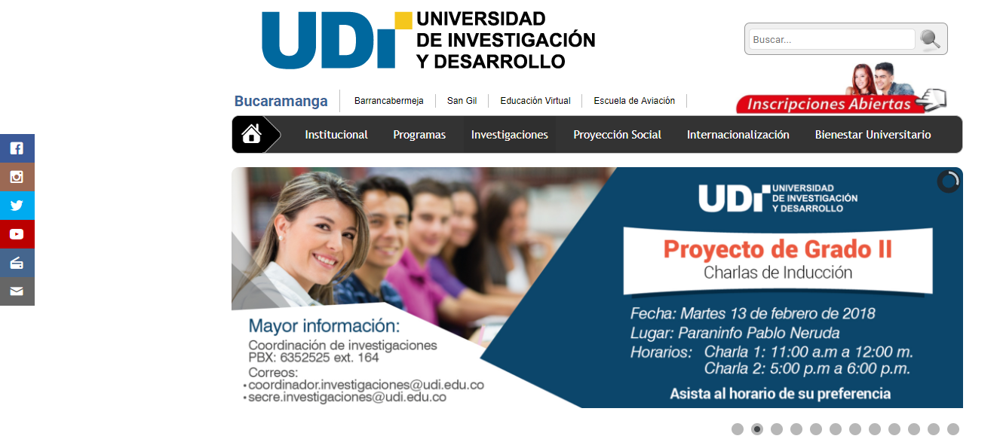 UDi
UNIVERSIDAD
DE INVESTIGACIÓN
Y DESARROLLO
Buscar...
Inscripciones Abiertas
Bucaramanga
Barrancabermeja
San Gil
Educación Virtual
Escuela de Aviación
Institucional
Programas
Investigaciones
Proyección Social
Internacionalización
Bienestar Universitario
UDi
UNIVERSIDAD
DE INVESTIGACIÓN
Y DESARROLLO
Proyecto de Grado II
Charlas de Inducción
Fecha: Martes 13 de febrero de 2018
Lugar: Paraninfo Pablo Neruda
Horarios: Charla 1: 11:00 a.m a 12:00 m.
Charla 2: 5:00 p.m a 6:00 p.m.
Asista al horario de su preferencia
Mayor información:
Coordinación de investigaciones
PBX: 6352525 ext. 164
Correos:
•coordinador.investigaciones@udi.edu.co
•secre.investigaciones@udi.edu.co